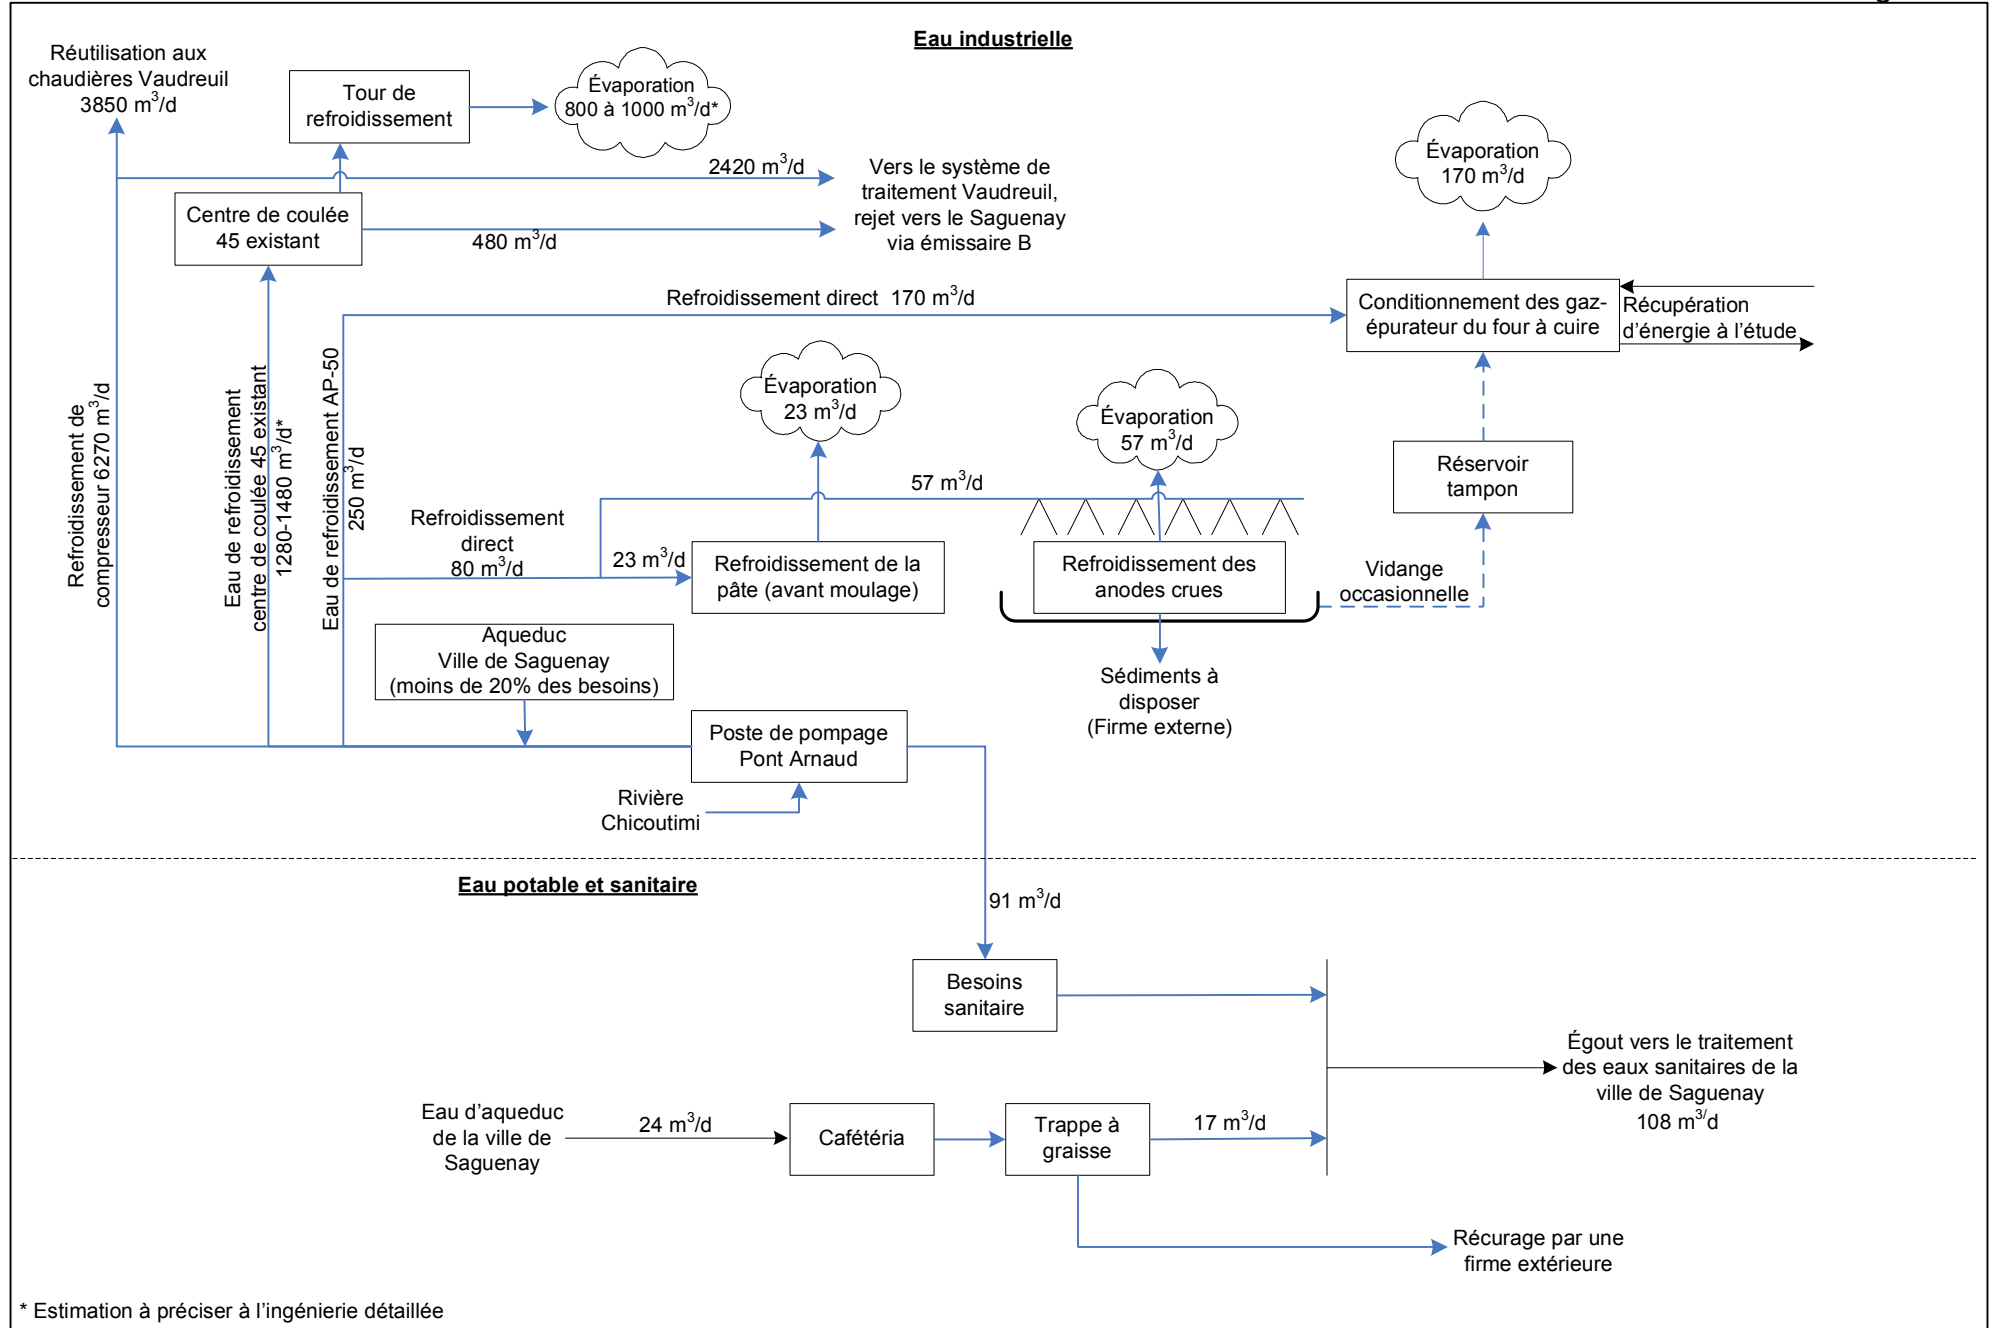 Eau industrielle
Réutilisation aux
chaudières Vaudreuil
3850 m³/d
Tour de
refroidissement
Évaporation
800 à 1000 m³/d*
2420 m³/d
Vers le système de
traitement Vaudreuil,
rejet vers le Saguenay
via émissaire B
Centre de coulée
45 existant
480 m³/d
Évaporation
170 m³/d
Refroidissement direct 170 m³/d
Conditionnement des gaz-
épurateur du four à cuire
Récupération
d’énergie à l’étude
Refroidissement de
compresseur 6270 m³/d
Eau de refroidissement
centre de coulée 45 existant
1280-1480 m³/d*
Eau de refroidissement AP-50
250 m³/d
Évaporation
23 m³/d
Évaporation
57 m³/d
57 m³/d
Réservoir
tampon
Refroidissement
direct
80 m³/d
23 m³/d
Refroidissement de la
pâte (avant moulage)
Refroidissement des
anodes crues
Vidange
occasionnelle
Aqueduc
Ville de Saguenay
(moins de 20% des besoins)
Sédiments à
disposer
(Firme externe)
Poste de pompage
Pont Arnaud
Rivière
Chicoutimi
Eau potable et sanitaire
91 m³/d
Besoins
sanitaire
Égout vers le traitement
des eaux sanitaires de la
ville de Saguenay
108 m³/d
Eau d’aqueduc
de la ville de
Saguenay
24 m³/d
Cafétéria
Trappe à
graisse
17 m³/d
Récurage par une
firme extérieure
* Estimation à préciser à l’ingénierie détaillée